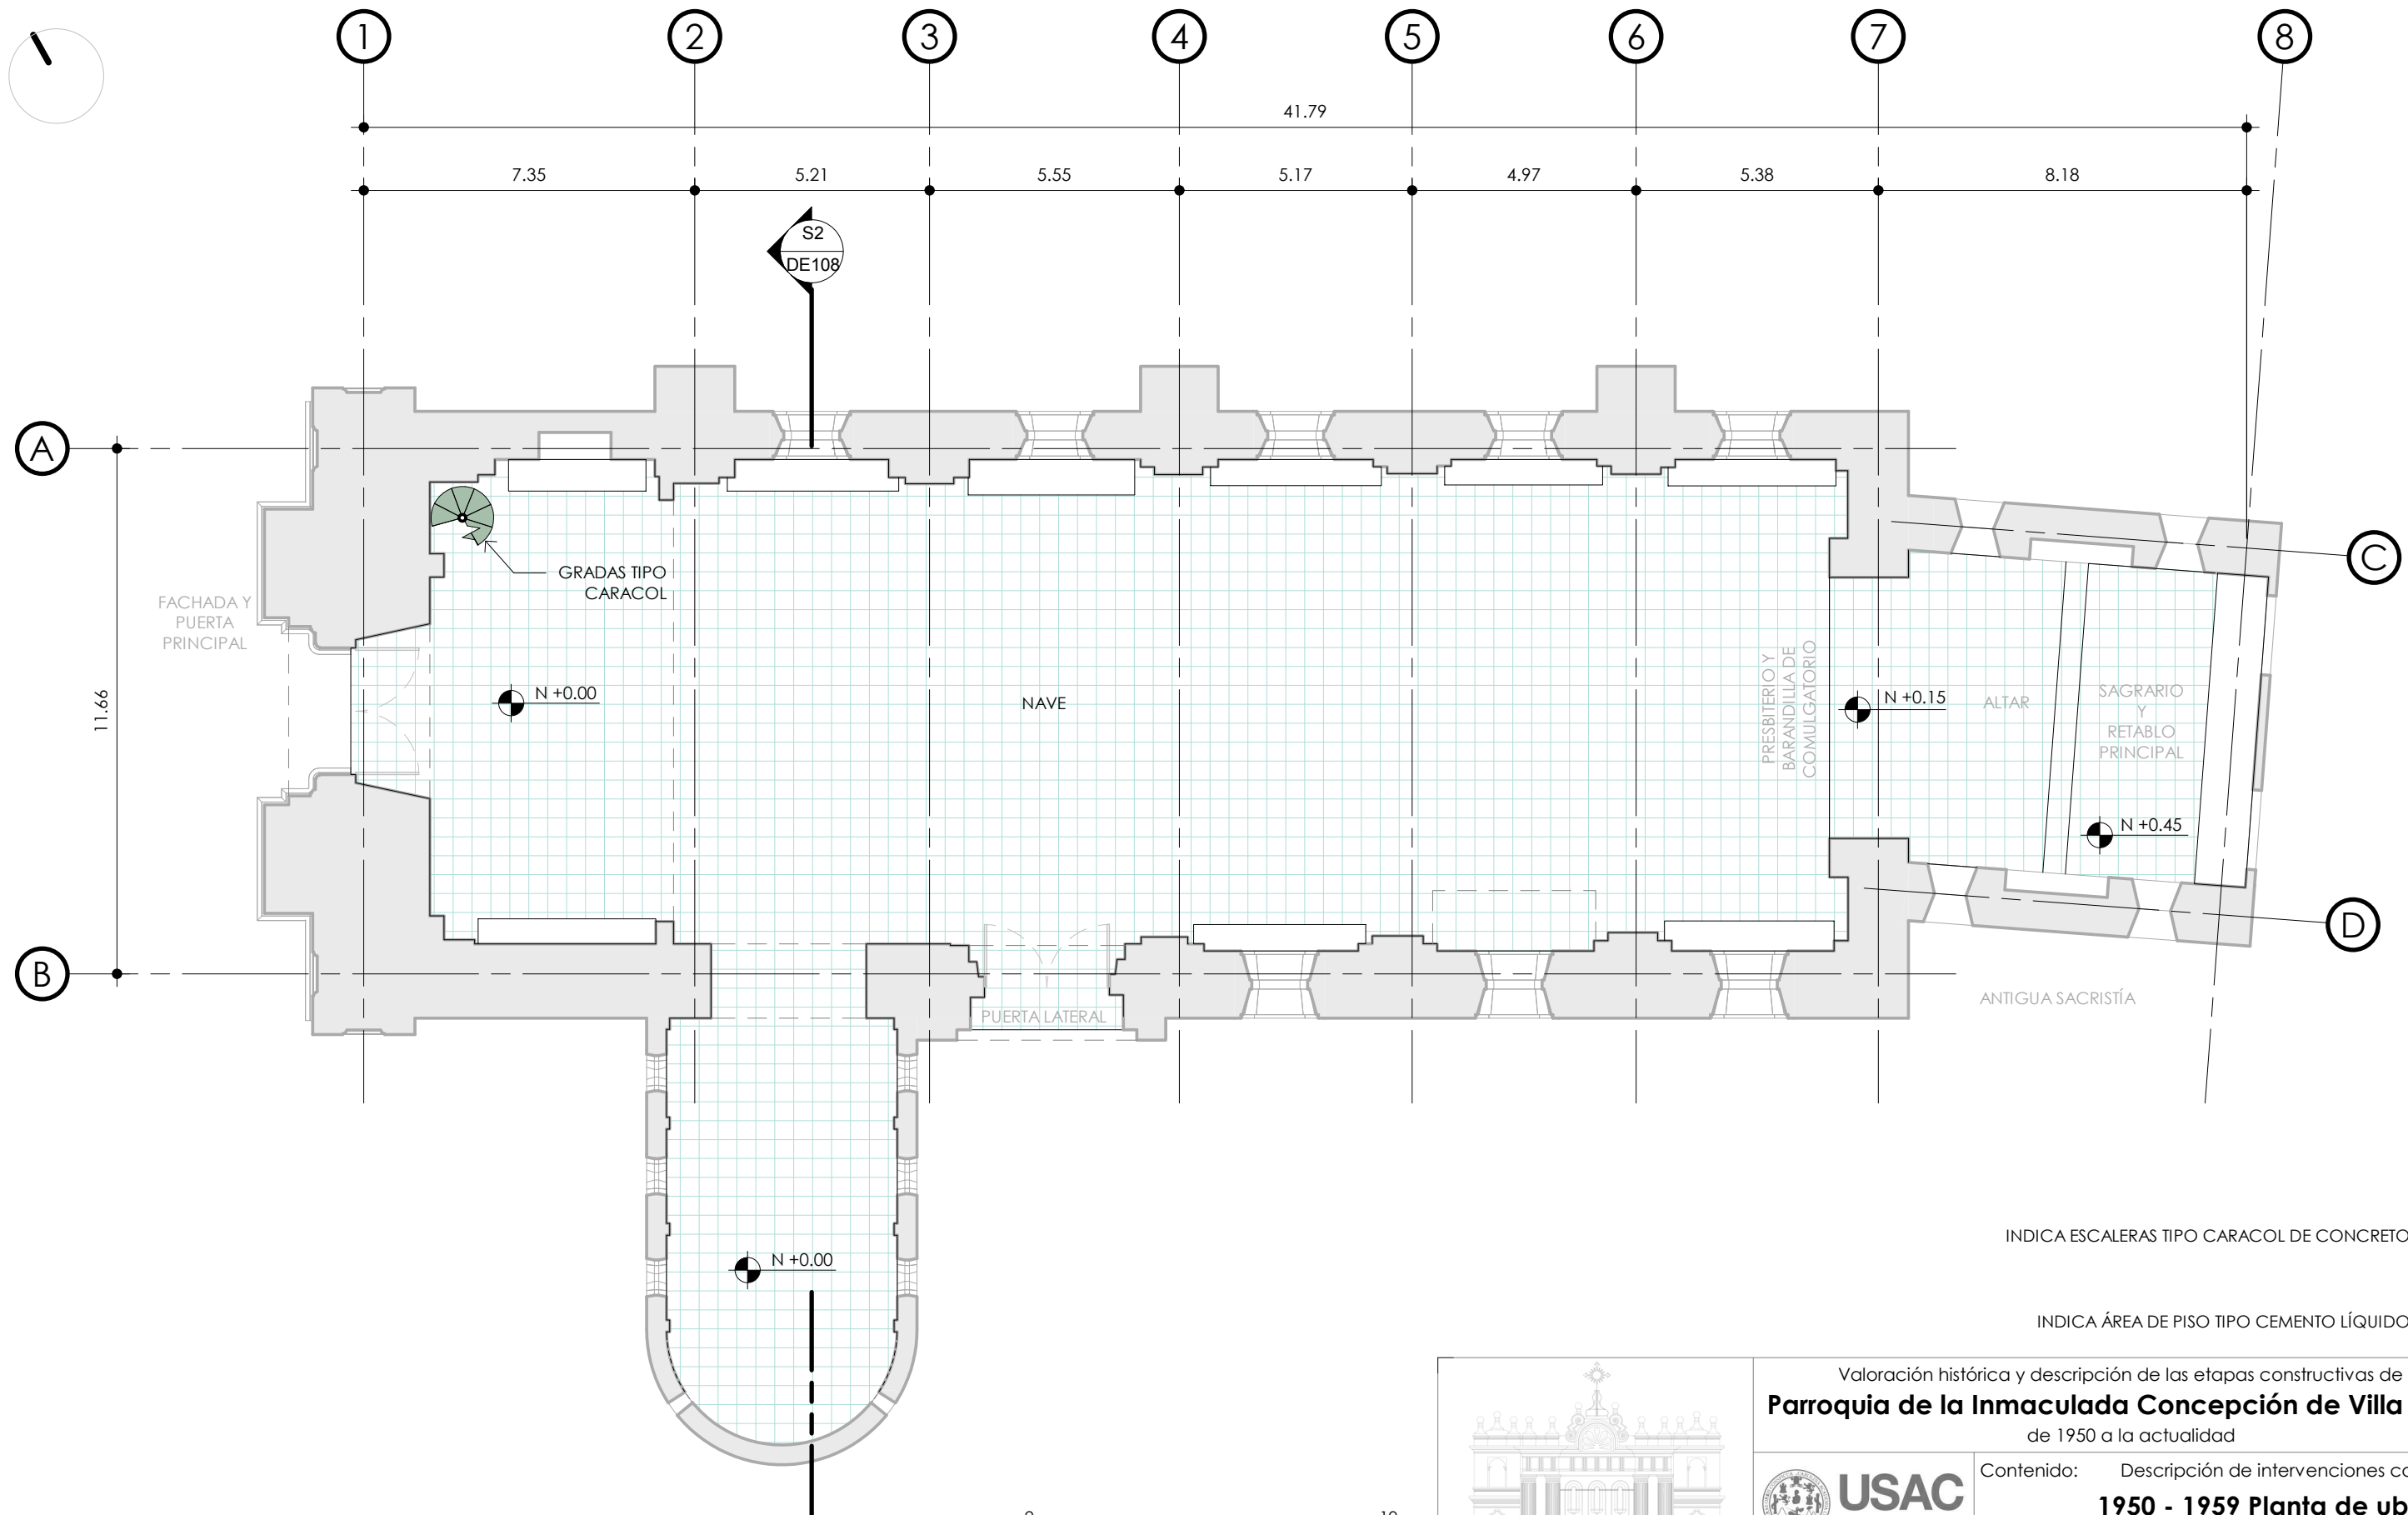 1
2
3
4
5
6
7
8
41.79
7.35
5.21
5.55
5.17
4.97
5.38
8.18
S2
DE108
A
C
GRADAS TIPO
CARACOL
FACHADA Y
PUERTA
PRINCIPAL
11.66
N +0.00
NAVE
PRESBITERIO Y
BARANDILLA DE
COMULGATORIO
N +0.15
ALTAR
SAGRARIO
Y
RETABLO
PRINCIPAL
N +0.45
D
B
PUERTA LATERAL
ANTIGUA SACRISTÍA
N +0.00
INDICA ESCALERAS TIPO CARACOL DE CONCRETO
INDICA ÁREA DE PISO TIPO CEMENTO LÍQUIDO
Valoración histórica y descripción de las etapas constructivas de
Parroquia de la Inmaculada Concepción de Villa
de 1950 a la actualidad
USAC
Contenido: Descripción de intervenciones co
1950 - 1959 Planta de ub